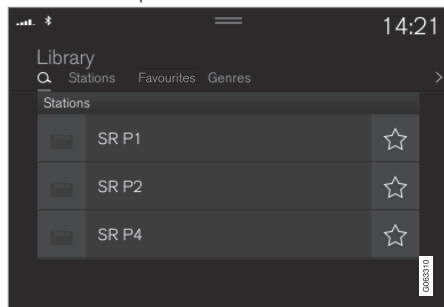 14:21
Library
Stations Favourites Genres
Stations
SR P1
SR P2
SR P4
G063310